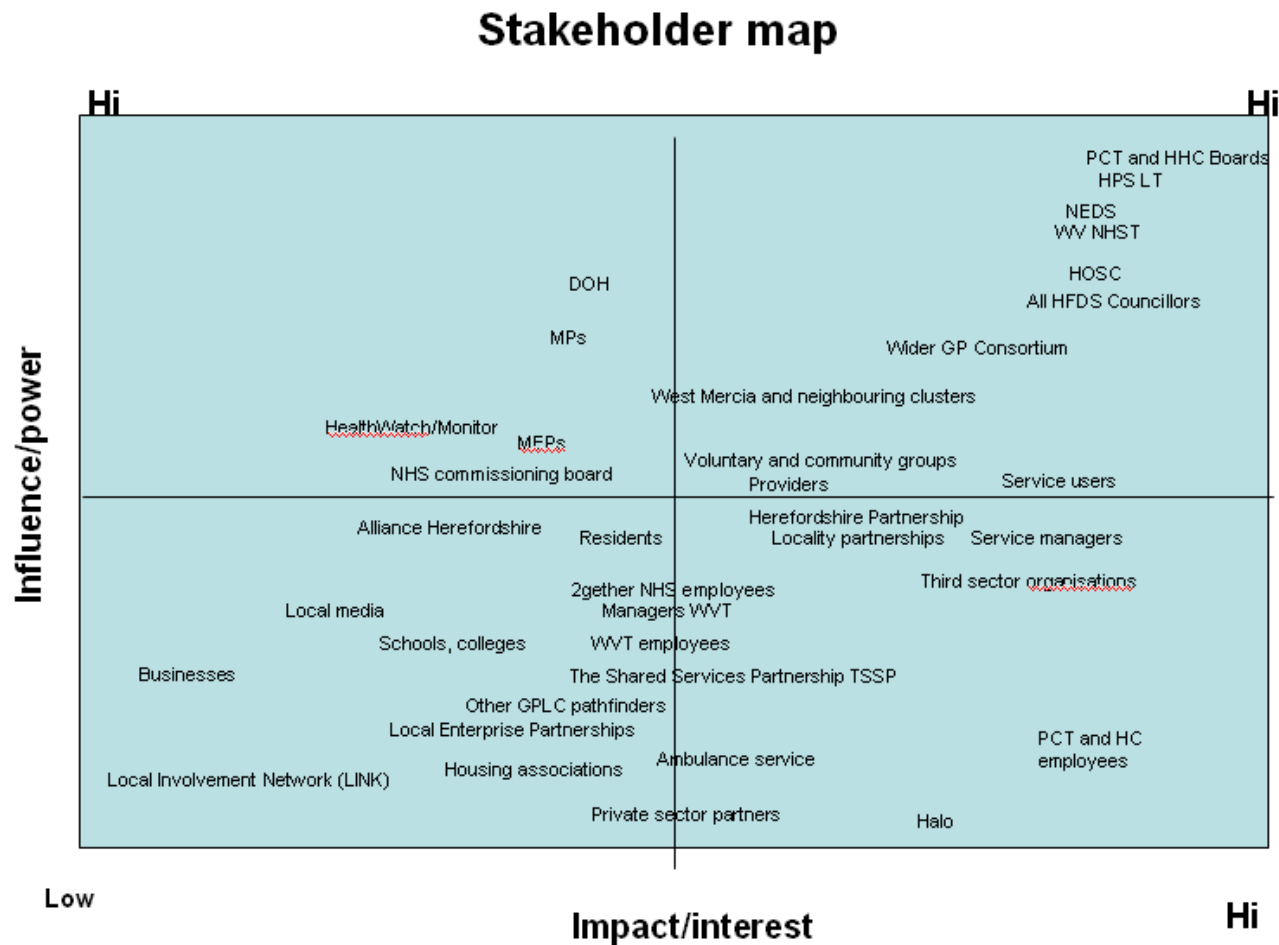 Stakeholder map
Hi
Hi
PCT and HHC Boards
HPS LT
NEDS
WV NHST
HOSC
DOH
All HFDS Councillors
MPs
Wider GP Consortium
West Mercia and neighbouring clusters
HealthWatch/Monitor
MEPs
Voluntary and community groups
NHS commissioning board
Providers
Service users
Influence/power
Herefordshire Partnership
Alliance Herefordshire
Residents
Locality partnerships
Service managers
Third sector organisations
2gether NHS employees
Local media
Managers WVT
Schools, colleges
WVT employees
Businesses
The Shared Services Partnership TSSP
Other GPLC pathfinders
Local Enterprise Partnerships
PCT and HC
employees
Ambulance service
Housing associations
Local Involvement Network (LINK)
Private sector partners
Halo
Low
Impact/interest
Hi